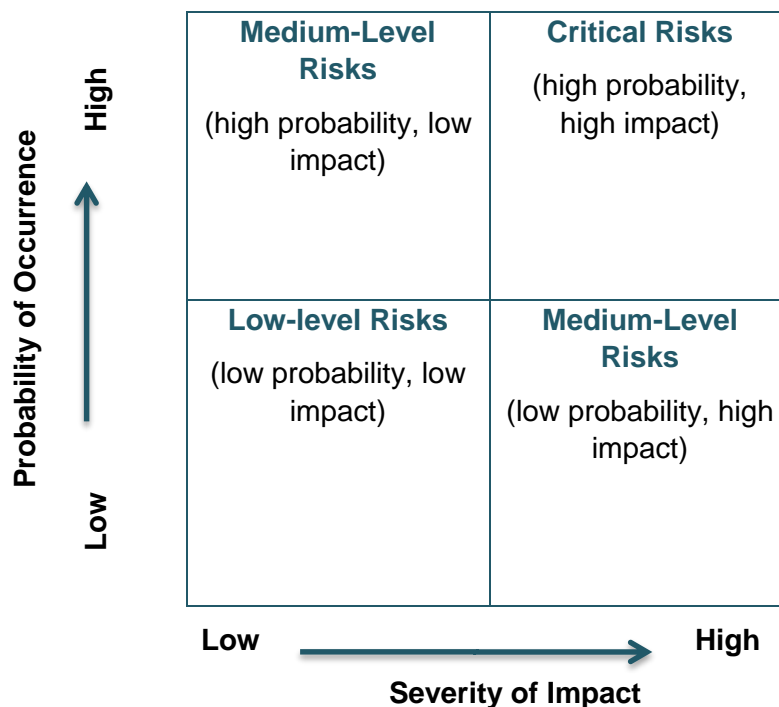 Medium-Level
Risks
(high probability, low
impact)
Critical Risks
(high probability,
high impact)
High
Probability of Occurrence
Low
Low-level Risks
(low probability, low
impact)
Medium-Level
Risks
(low probability, high
impact)
Low
High
Severity of Impact